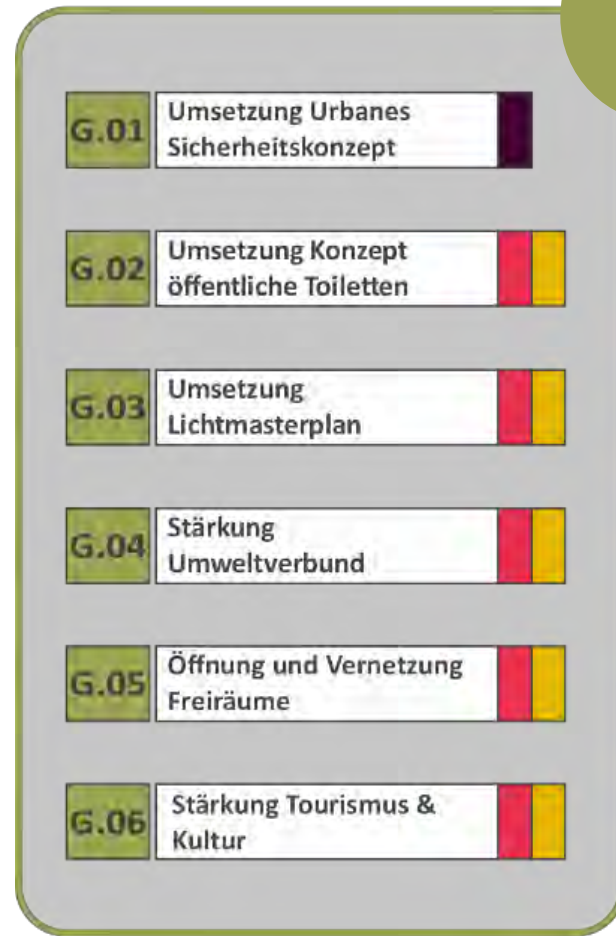 G.01
Umsetzung Urbanes
Sicherheitskonzept
G.02
Umsetzung Konzept
öffentliche Toiletten
G.03
Umsetzung
Lichtmasterplan
G.04
Stärkung
Umweltverbund
G.05
Öffnung und Vernetzung
Freiräume
G.06
Stärkung Tourismus &
Kultur